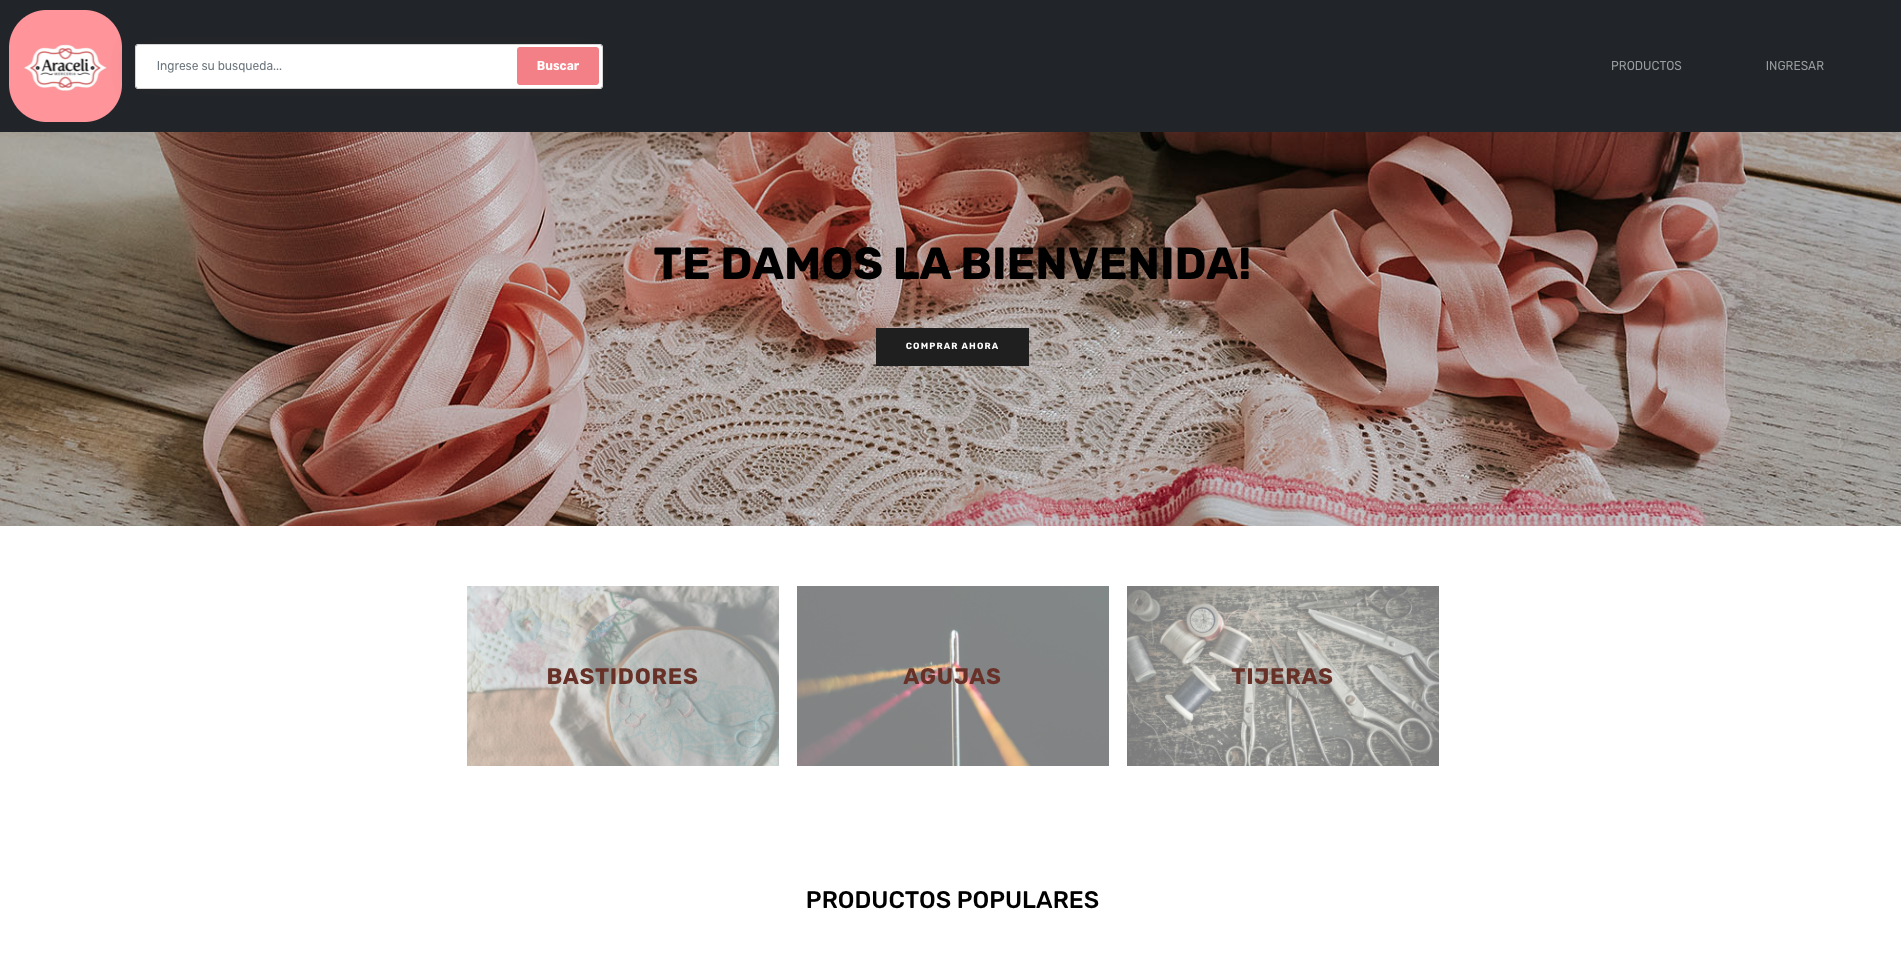 Araceli
Ingrese su busqueda...
Buscar
PRODUCTOS
INGRESAR
TE DAMOS LA BIENVENIDA!
COMPRAR AHORA
BASTIDORES
AGUJAS
TIJERAS
PRODUCTOS POPULARES